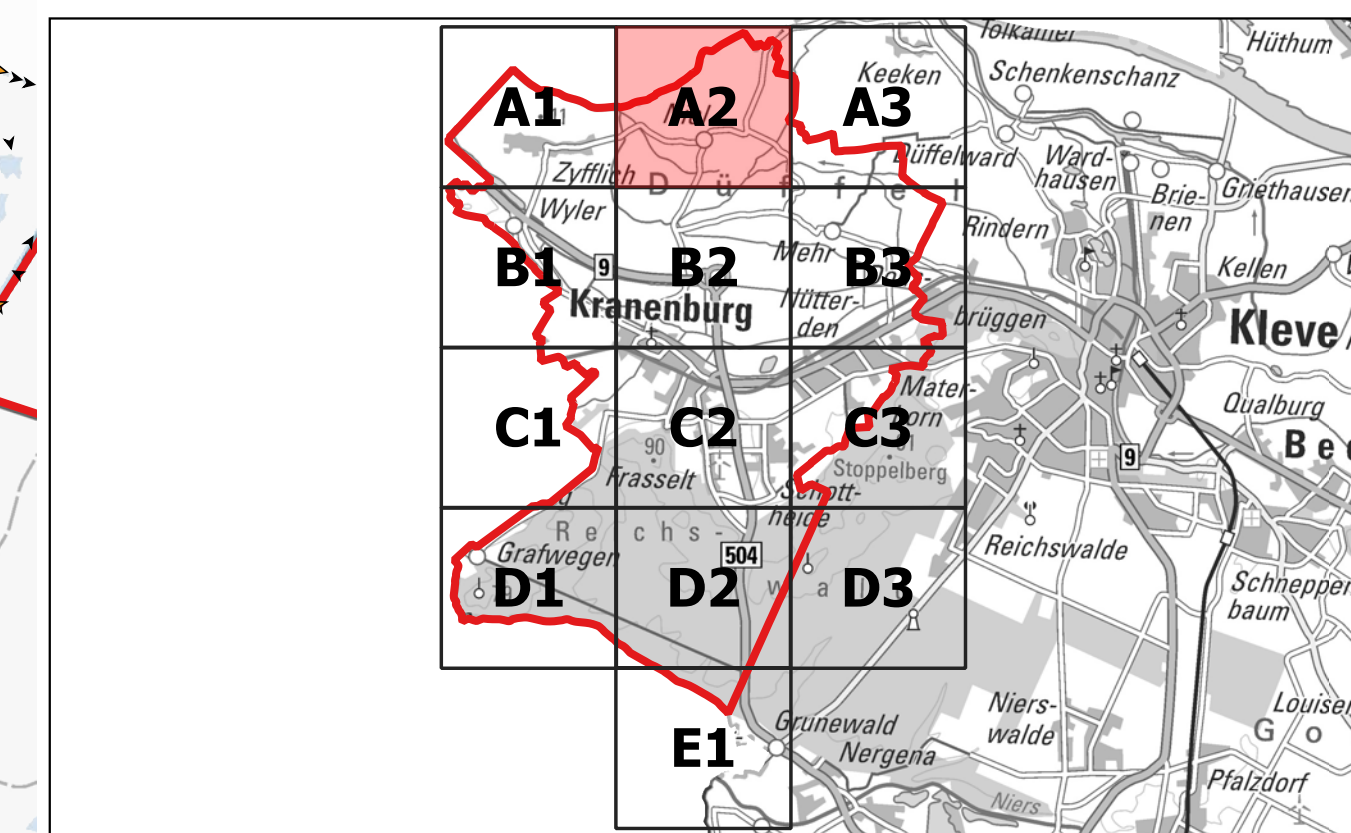 Tolkamer
Hüthum
Keeken
Schenkenschanz
A1
A2
A3
Düffelward
Ward-
hausen
Zyfflich
D ü f f e l
Brie-
nen
Griethausen
Wyler
Rindern
Mehr
9
B1
B2
B3
Kellen
Kranenburg
Nütter-
den
brüggen
Kleve
Mater-
born
Qualburg
C1
C2
C3
90
Stoppelberg
9
Frasselt
Schott-
heide
R e i c h s -
504
Grafwegen
Reichswalde
D1
D2
w a
D3
Schneppen
baum
Niers-
walde
Louisen
Grunewald
G o
E1
Nergena
Pfalzdorf
Niers